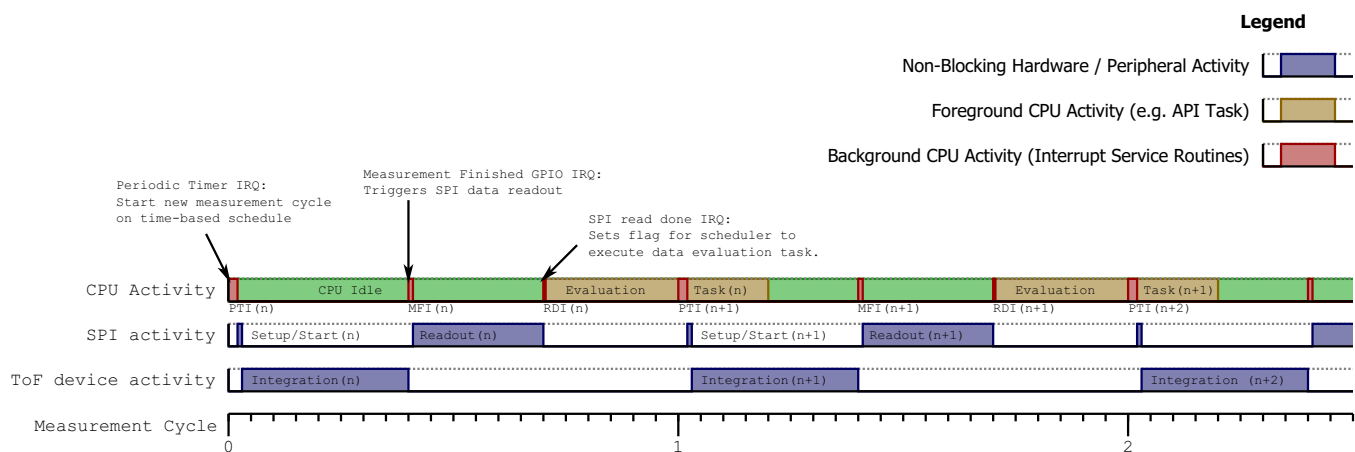 Legend
Non-Blocking Hardware / Peripheral Activity
Foreground CPU Activity (e.g. API Task)
Background CPU Activity (Interrupt Service Routines)
Periodic Timer IRQ:
Start new measurement cycle
on time-based schedule
Measurement Finished GPIO IRQ:
Triggers SPI data readout
SPI read done IRQ:
Sets flag for scheduler to
execute data evaluation task.
CPU Activity
CPU Idle
Evaluation
Task(n)
Evaluation
Task(n+1)
PTI(n)
MFI(n)
RDI(n)
PTI(n+1)
MFI(n+1)
RDI(n+1)
PTI(n+2)
SPI activity
Setup/Start(n)
Readout(n)
Setup/Start(n+1)
Readout(n+1)
ToF device activity
Integration(n)
Integration(n+1)
Integration (n+2)
Measurement Cycle
0
1
2